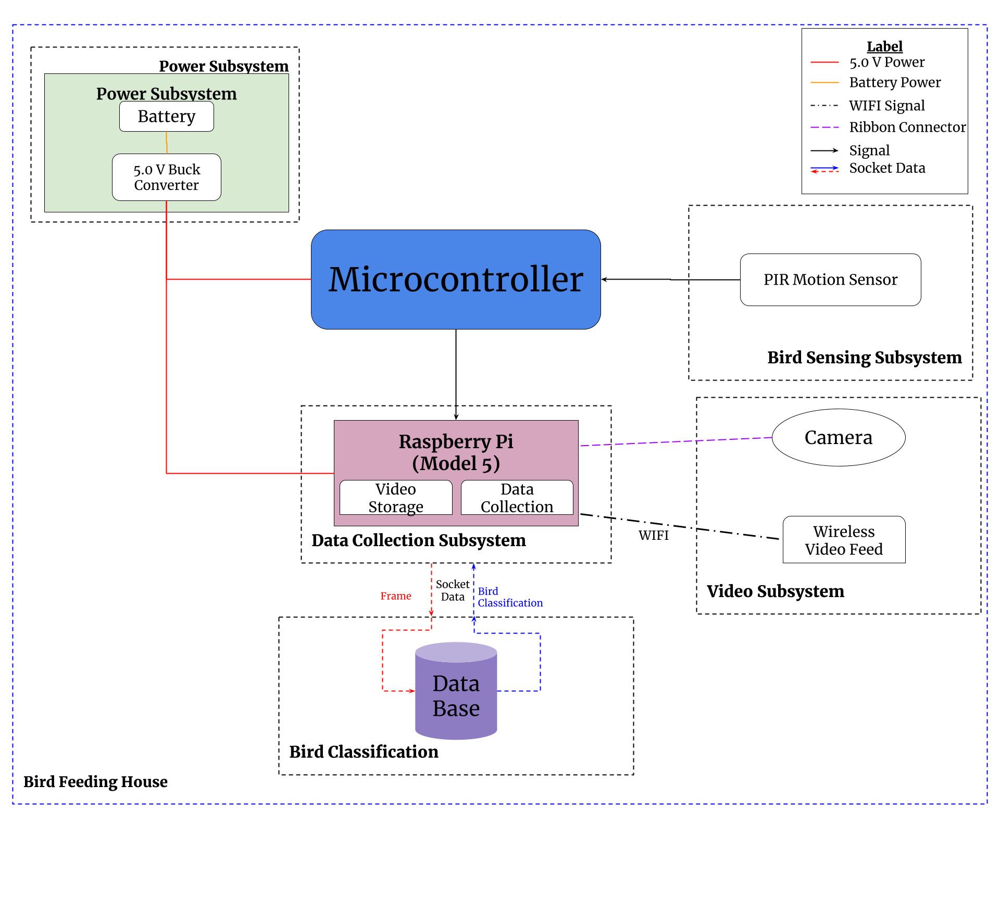 Label
5.0 V Power
Battery Power
WIFI Signal
Ribbon Connector
Signal
Socket Data
Power Subsystem
Power Subsystem
Battery
5.0 V Buck
Converter
Microcontroller
PIR Motion Sensor
Bird Sensing Subsystem
Raspberry Pi
(Model 5)
Video
Storage
Data
Collection
Data Collection Subsystem
Camera
WIFI
Wireless
Video Feed
Video Subsystem
Frame
Socket
Data
Bird
Classification
Data
Base
Bird Classification
Bird Feeding House